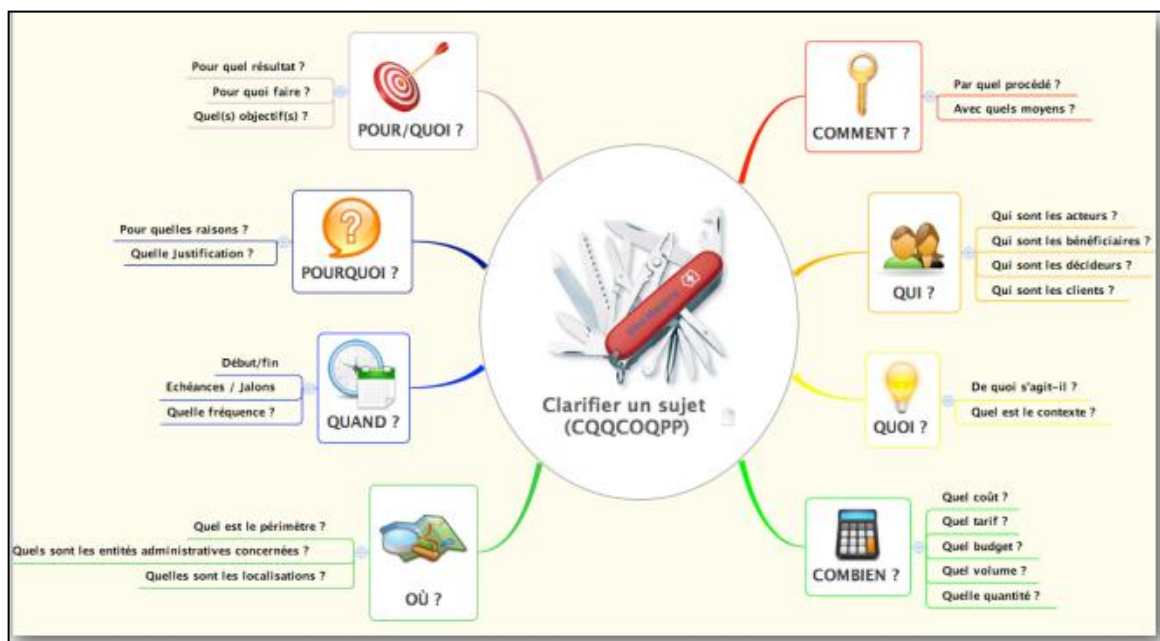 Clarifier un sujet
(CQQCOQPP)
COMMENT ?
Par quel procédé ?
Avec quels moyens ?
QUI ?
Qui sont les acteurs ?
Qui sont les bénéficiaires ?
Qui sont les décideurs ?
Qui sont les clients ?
QUOI ?
De quoi s'agit-il ?
Quel est le contexte ?
COMBIEN ?
Quel coût ?
Quel tarif ?
Quel budget ?
Quel volume ?
Quelle quantité ?
OÙ ?
Quel est le périmètre ?
Quels sont les entités administratives concernées ?
Quelles sont les localisations ?
QUAND ?
Début/fin
Echéances / Jalons
Quelle fréquence ?
POURQUOI ?
Pour quelles raisons ?
Quelle Justification ?
POUR/QUOI ?
Pour quel résultat ?
Pour quoi faire ?
Quel(s) objectif(s) ?